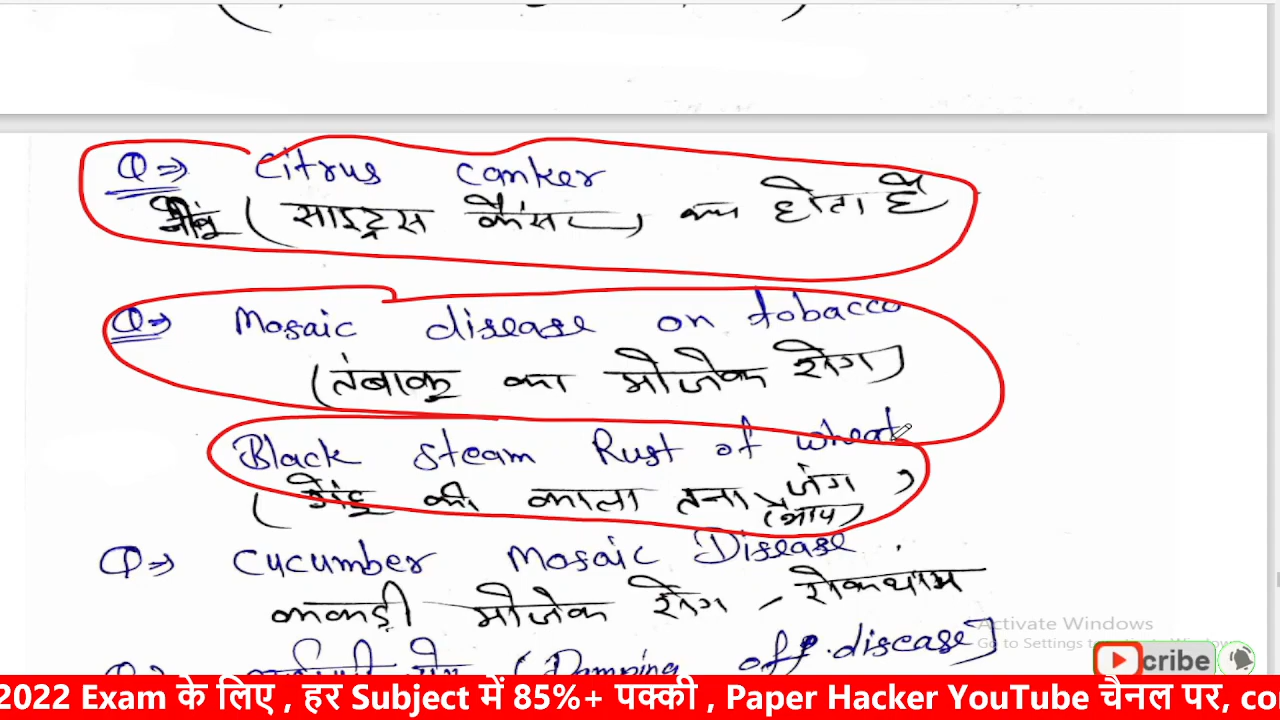 Q⇒ Citrus canker
नींबू (साइट्रस कैंसर) क्या होता है
Q⇒ Mosaic disease on tobacco
(तंबाकू का मोजेक रोग)
Black steam Rust of wheat
(गेंहू की काला तना जंग)
(भाप)
Q⇒ Cucumber Mosaic Disease.
ककड़ी मोजेक रोग - रोकथाम
रोग (Damping off disease]
Activate Windows
Go to Settings to activate Windows.
cribe
2022 Exam के लिए , हर Subject में 85%+ पक्की , Paper Hacker YouTube चैनल पर, co